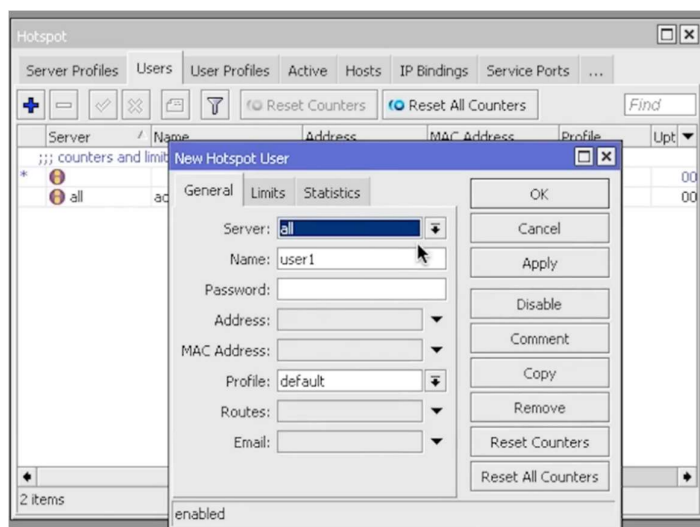 Hotspot
Server Profiles Users User Profiles Active Hosts IP Bindings Service Ports ...
Reset Counters Reset All Counters Find
Server Name Address MAC Address Profile Upt
;;; counters and limit
* 00
all ad 00
New Hotspot User
General Limits Statistics
Server: all
Name: user1
Password:
Address:
MAC Address:
Profile: default
Routes:
Email:
OK
Cancel
Apply
Disable
Comment
Copy
Remove
Reset Counters
Reset All Counters
2 items
enabled